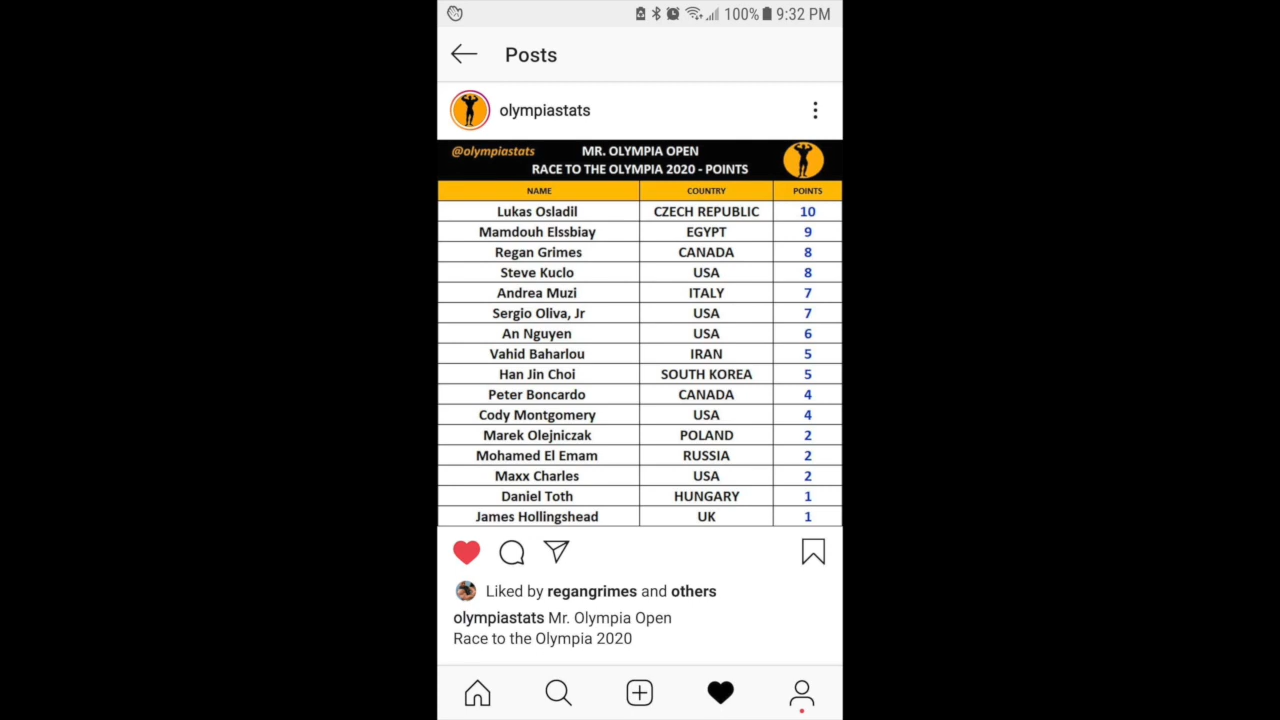 100% 9:32 PM
Posts
olympiastats
@olympiastats MR. OLYMPIA OPEN
RACE TO THE OLYMPIA 2020 - POINTS
NAME COUNTRY POINTS
Lukas Osladil CZECH REPUBLIC 10
Mamdouh Elssbiay EGYPT 9
Regan Grimes CANADA 8
Steve Kuclo USA 8
Andrea Muzi ITALY 7
Sergio Oliva, Jr USA 7
An Nguyen USA 6
Vahid Baharlou IRAN 5
Han Jin Choi SOUTH KOREA 5
Peter Boncardo CANADA 4
Cody Montgomery USA 4
Marek Olejniczak POLAND 2
Mohamed El Emam RUSSIA 2
Maxx Charles USA 2
Daniel Toth HUNGARY 1
James Hollingshead UK 1
Liked by regangrimes and others
olympiastats Mr. Olympia Open
Race to the Olympia 2020